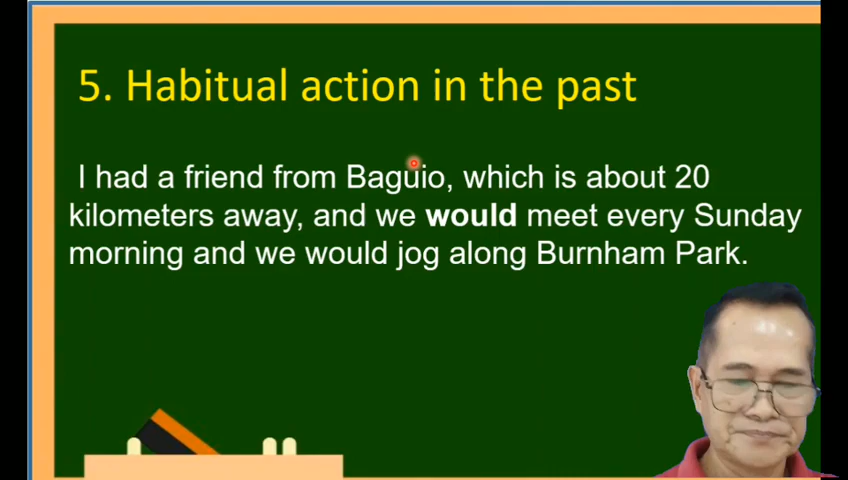 5. Habitual action in the past
I had a friend from Baguio, which is about 20
kilometers away, and we would meet every Sunday
morning and we would jog along Burnham Park.